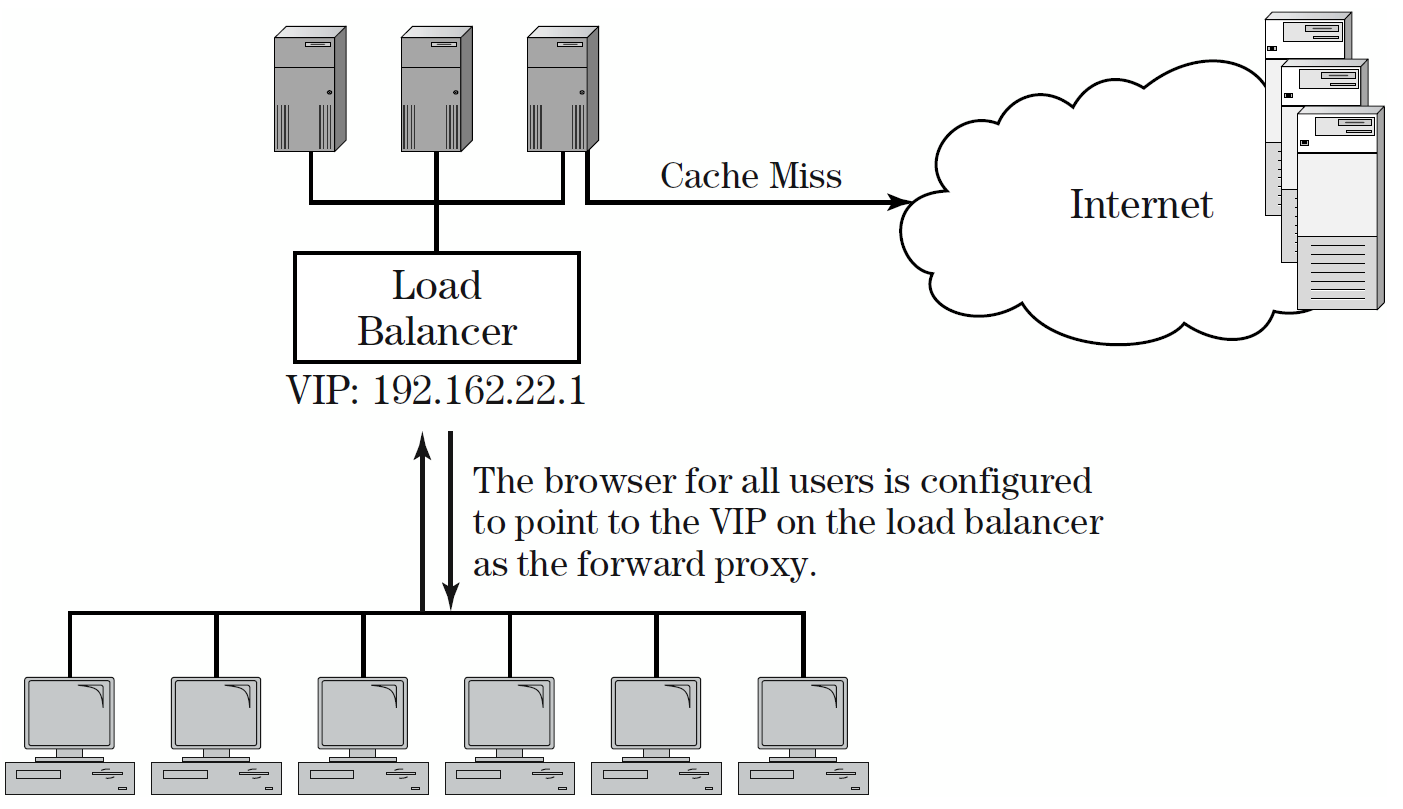 Cache Miss
Internet
Load
Balancer
VIP: 192.162.22.1
The browser for all users is configured
to point to the VIP on the load balancer
as the forward proxy.